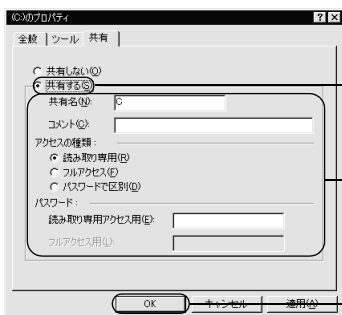 (C:)のプロパティ
全般 ツール 共有
共有しない(O)
共有する(S)
共有名(N): C
コメント(C):
アクセスの種類:
読み取り専用(R)
フルアクセス(F)
パスワードで区別(D)
パスワード:
読み取り専用アクセス用(E):
フルアクセス用(L):
OK キャンセル 適用(A)